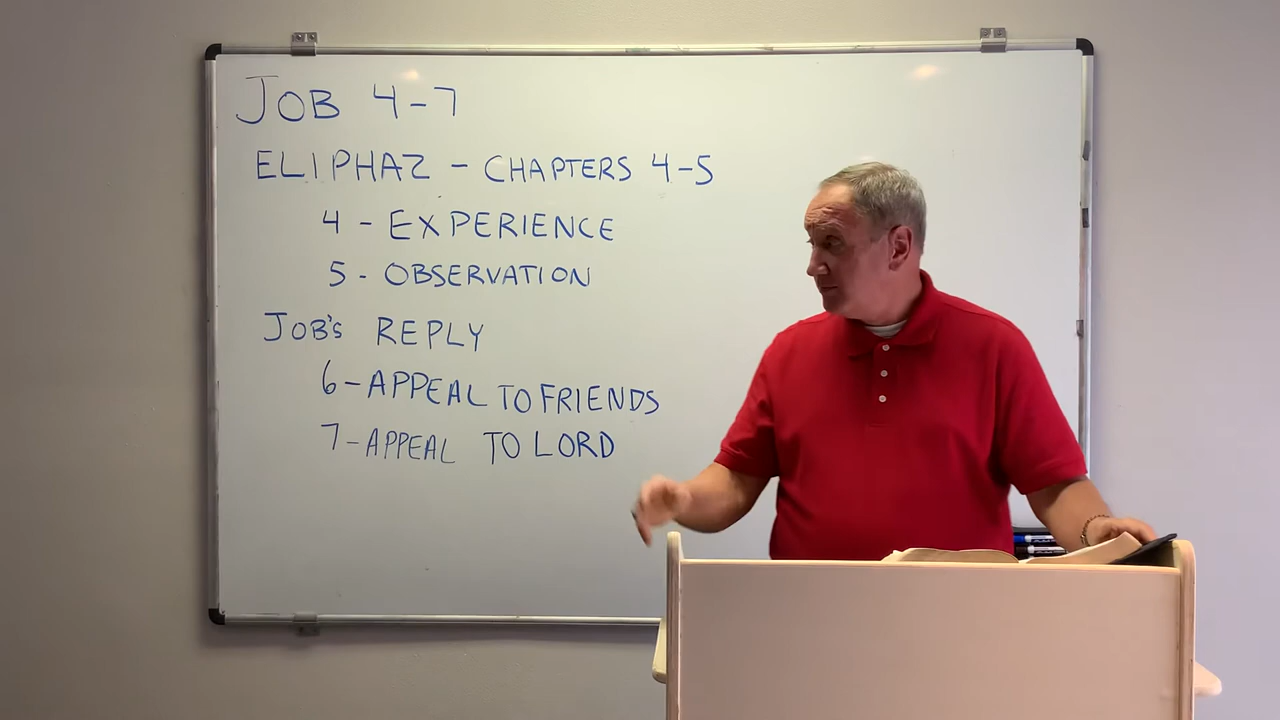 JOB 4-7
ELIPHAZ - CHAPTERS 4-5
4 - EXPERIENCE
5 - OBSERVATION
JOB'S REPLY
6 - APPEAL TO FRIENDS
7 - APPEAL TO LORD